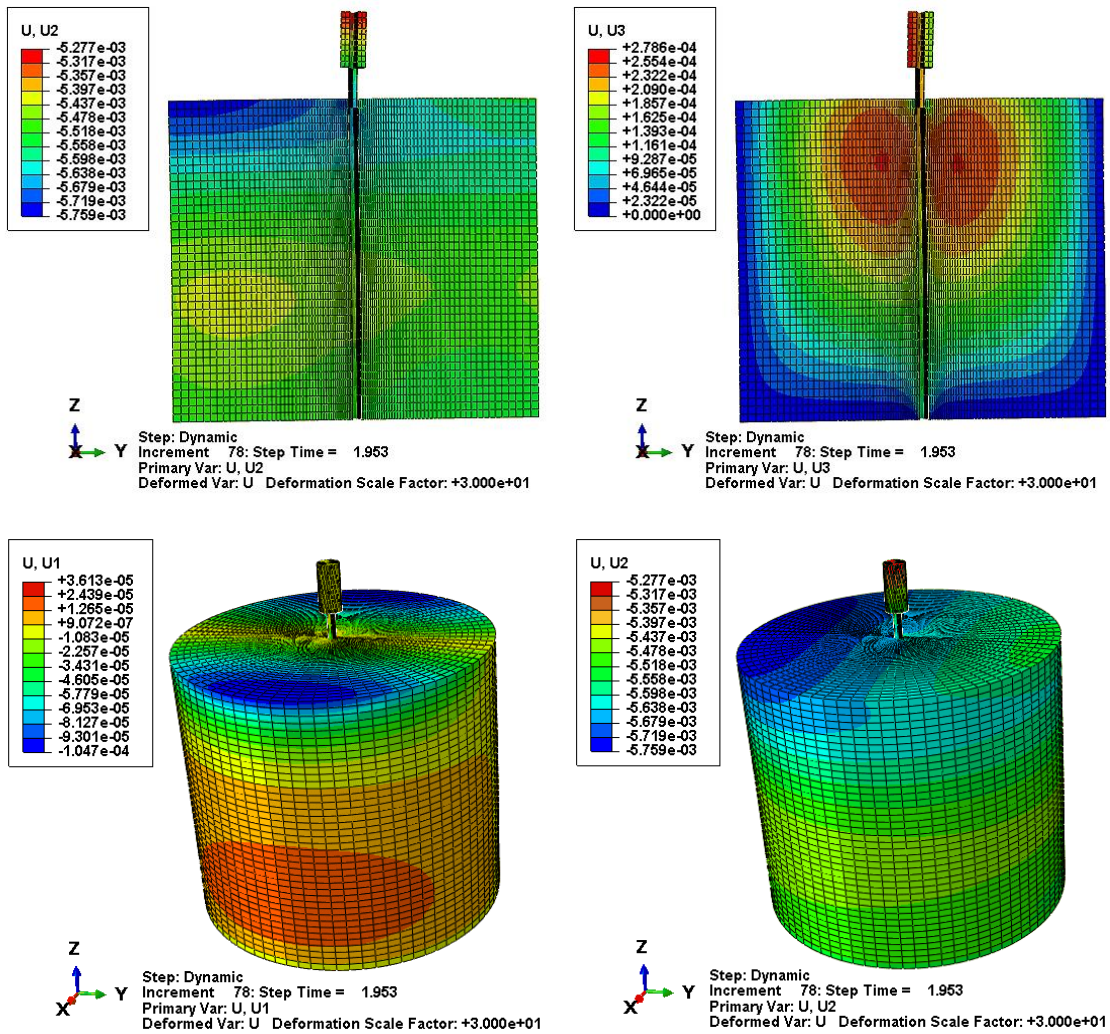 U, U2
-5.277e-03
-5.317e-03
-5.357e-03
-5.397e-03
-5.437e-03
-5.478e-03
-5.518e-03
-5.558e-03
-5.598e-03
-5.638e-03
-5.679e-03
-5.719e-03
-5.759e-03
Z
X Y
Step: Dynamic
Increment 78: Step Time = 1.953
Primary Var: U, U2
Deformed Var: U Deformation Scale Factor: +3.000e+01
U, U3
+2.786e-04
+2.554e-04
+2.322e-04
+2.090e-04
+1.857e-04
+1.625e-04
+1.393e-04
+1.161e-04
+9.287e-05
+6.965e-05
+4.644e-05
+2.322e-05
+0.000e+00
Z
X Y
Step: Dynamic
Increment 78: Step Time = 1.953
Primary Var: U, U3
Deformed Var: U Deformation Scale Factor: +3.000e+01
U, U1
+3.613e-05
+2.439e-05
+1.265e-05
+9.072e-07
-1.083e-05
-2.257e-05
-3.431e-05
-4.605e-05
-5.779e-05
-6.953e-05
-8.127e-05
-9.301e-05
-1.047e-04
Z
Y
X
Step: Dynamic
Increment 78: Step Time = 1.953
Primary Var: U, U1
Deformed Var: U Deformation Scale Factor: +3.000e+01
U, U2
-5.277e-03
-5.317e-03
-5.357e-03
-5.397e-03
-5.437e-03
-5.478e-03
-5.518e-03
-5.558e-03
-5.598e-03
-5.638e-03
-5.679e-03
-5.719e-03
-5.759e-03
Z
Y
X
Step: Dynamic
Increment 78: Step Time = 1.953
Primary Var: U, U2
Deformed Var: U Deformation Scale Factor: +3.000e+01